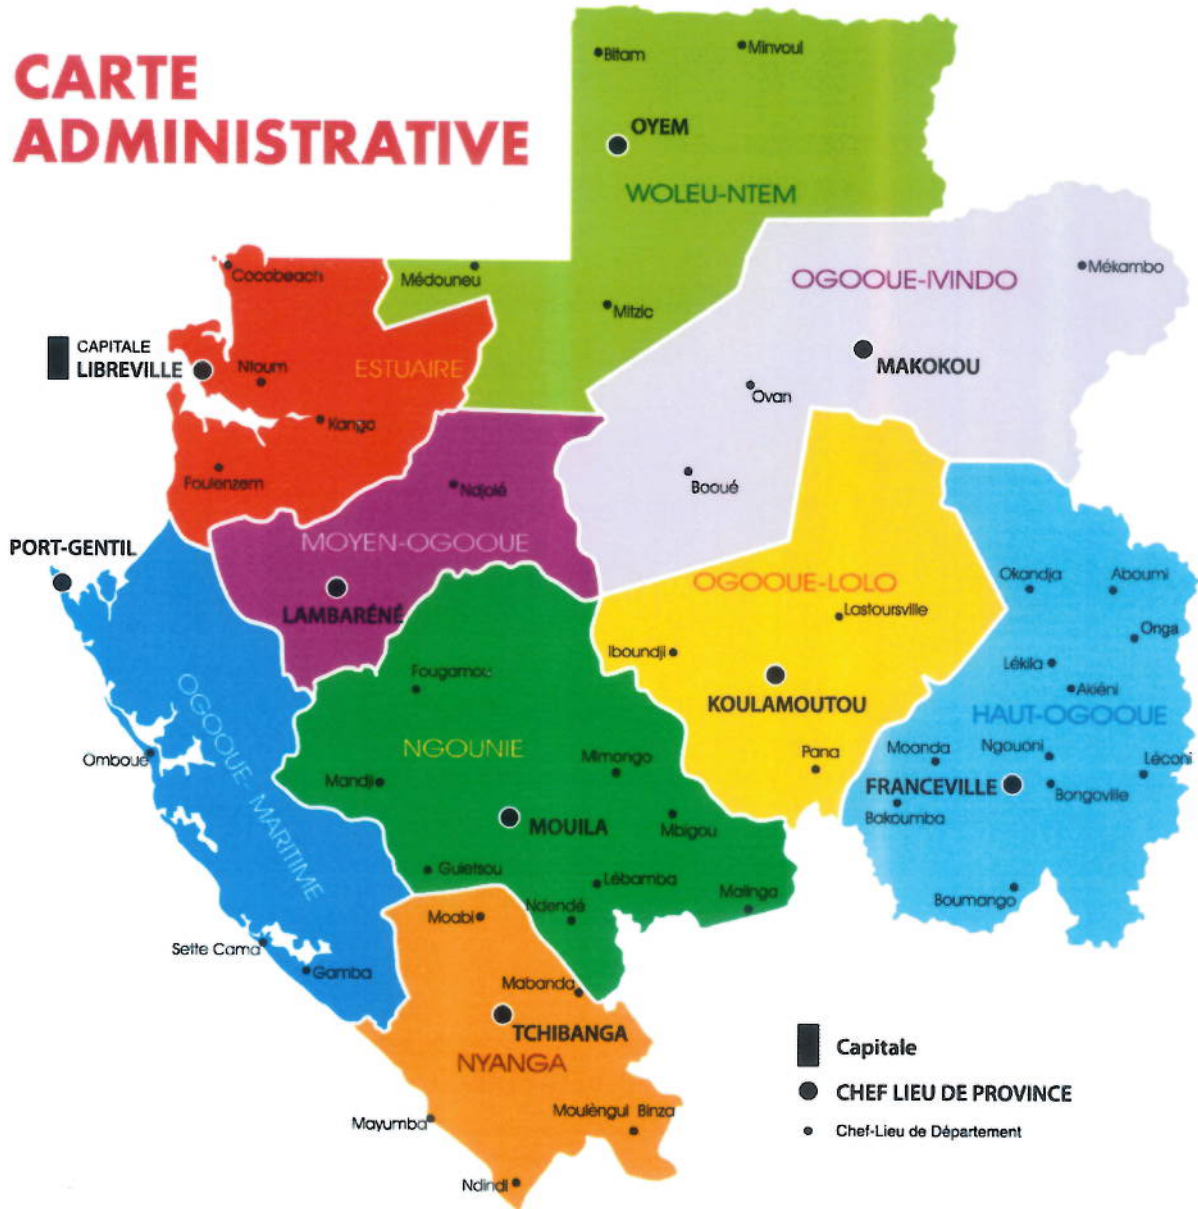 CARTE
ADMINISTRATIVE
Bitam
Minvoul
OYEM
WOLEU-NTEM
Cocobeach
Médouneu
Mitzic
OGOOUE-IVINDO
Mékambo
CAPITALE
LIBREVILLE
Ntoum
ESTUAIRE
MAKOKOU
Ovan
Kango
Foulenzem
Ndjolé
Booué
PORT-GENTIL
MOYEN-OGOOUE
LAMBARÉNÉ
OGOOUE-LOLO
Lastoursville
Okandja
Aboumi
Onga
Iboundji
Lékila
Akiéni
Fougamou
KOULAMOUTOU
HAUT-OGOOUE
OGOOUE-MARITIME
NGOUNIE
Mimongo
Pana
Moanda
Ngouoni
Léconi
Omboué
Mandji
FRANCEVILLE
Bongoville
Bakoumba
MOUILA
Mbigou
Guietsou
Lébamba
Malinga
Boumango
Ndendé
Moabi
Sette Cama
Gamba
Mabanda
TCHIBANGA
NYANGA
Mayumba
Moulèngui Binza
Ndindi
Capitale
CHEF LIEU DE PROVINCE
Chef-Lieu de Département